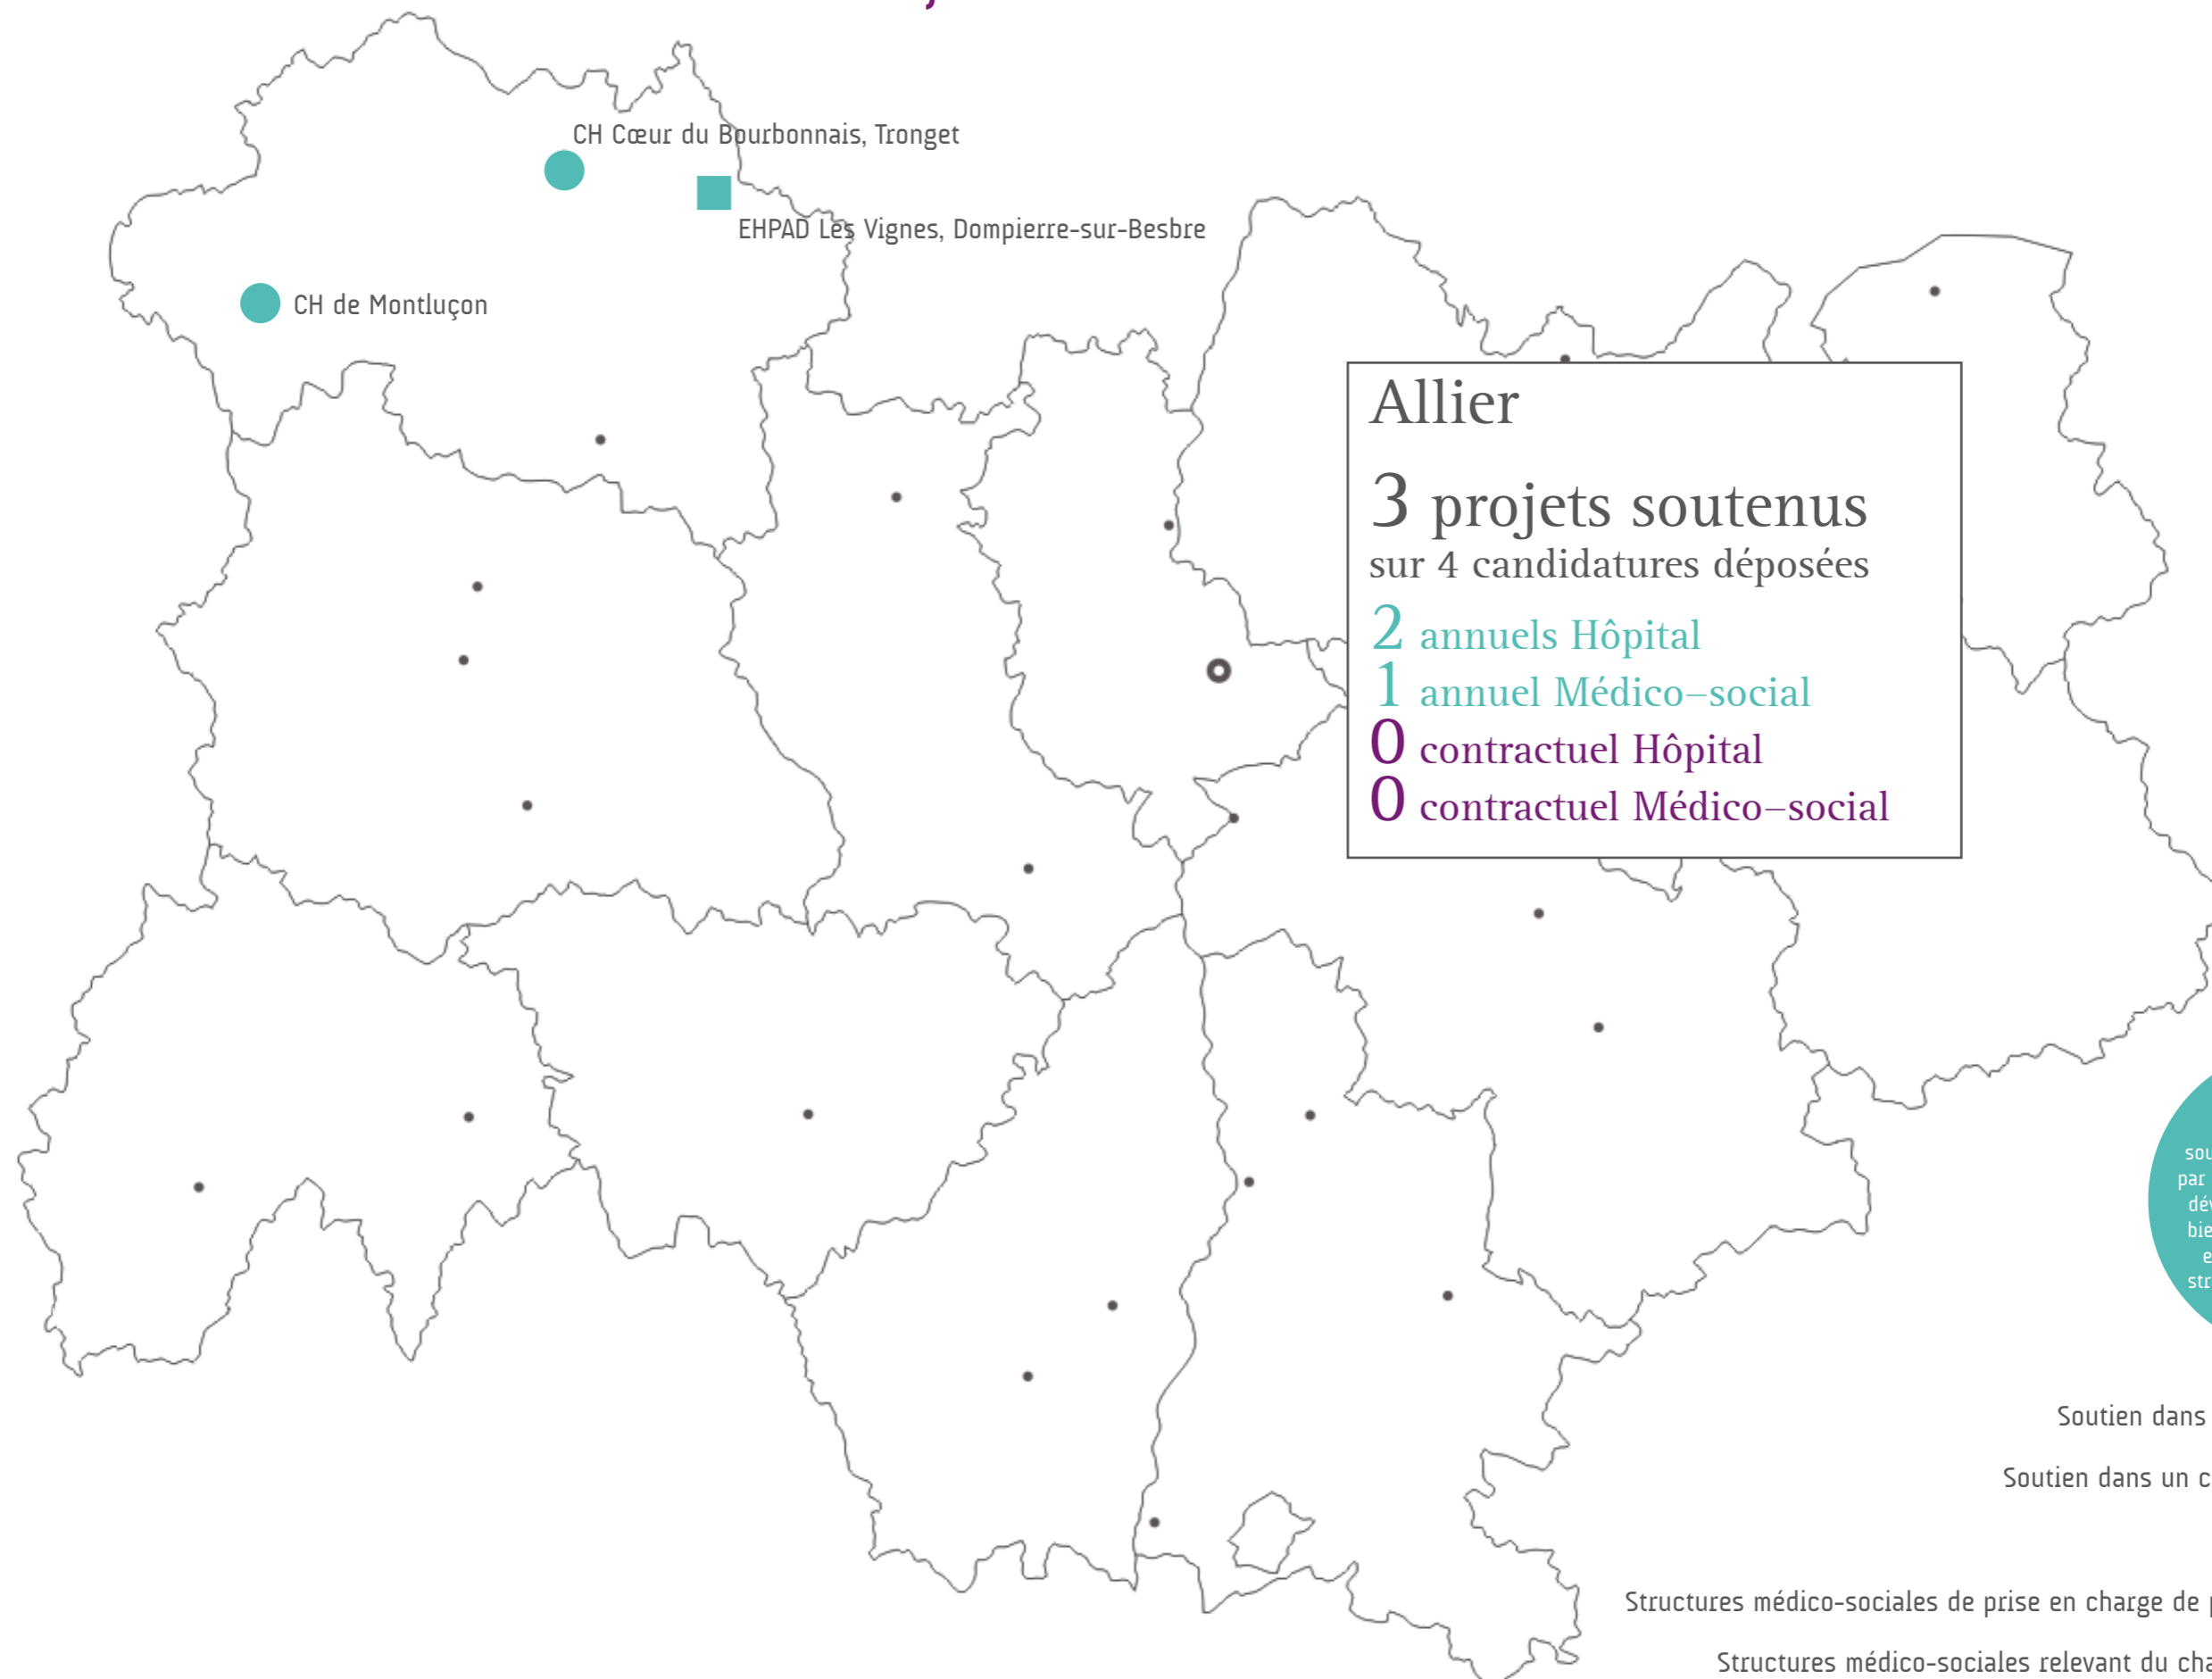 CH Cœur du Bourbonnais, Tronget
EHPAD Les Vignes, Dompierre-sur-Besbre
CH de Montluçon
Allier
3 projets soutenus
sur 4 candidatures déposées
2 annuels Hôpital
1 annuel Médico–social
0 contractuel Hôpital
0 contractuel Médico–social
par
Soutien dans
Soutien dans un
Structures médico-sociales de prise en charge de
Structures médico-sociales relevant du